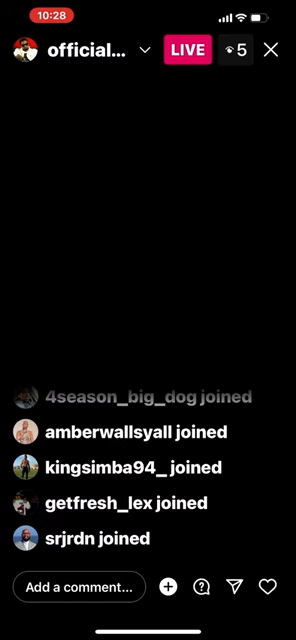 10:28
official...
LIVE
5
4season_big_dog joined
amberwallsyall joined
kingsimba94_ joined
getfresh_lex joined
srjrdn joined
Add a comment...